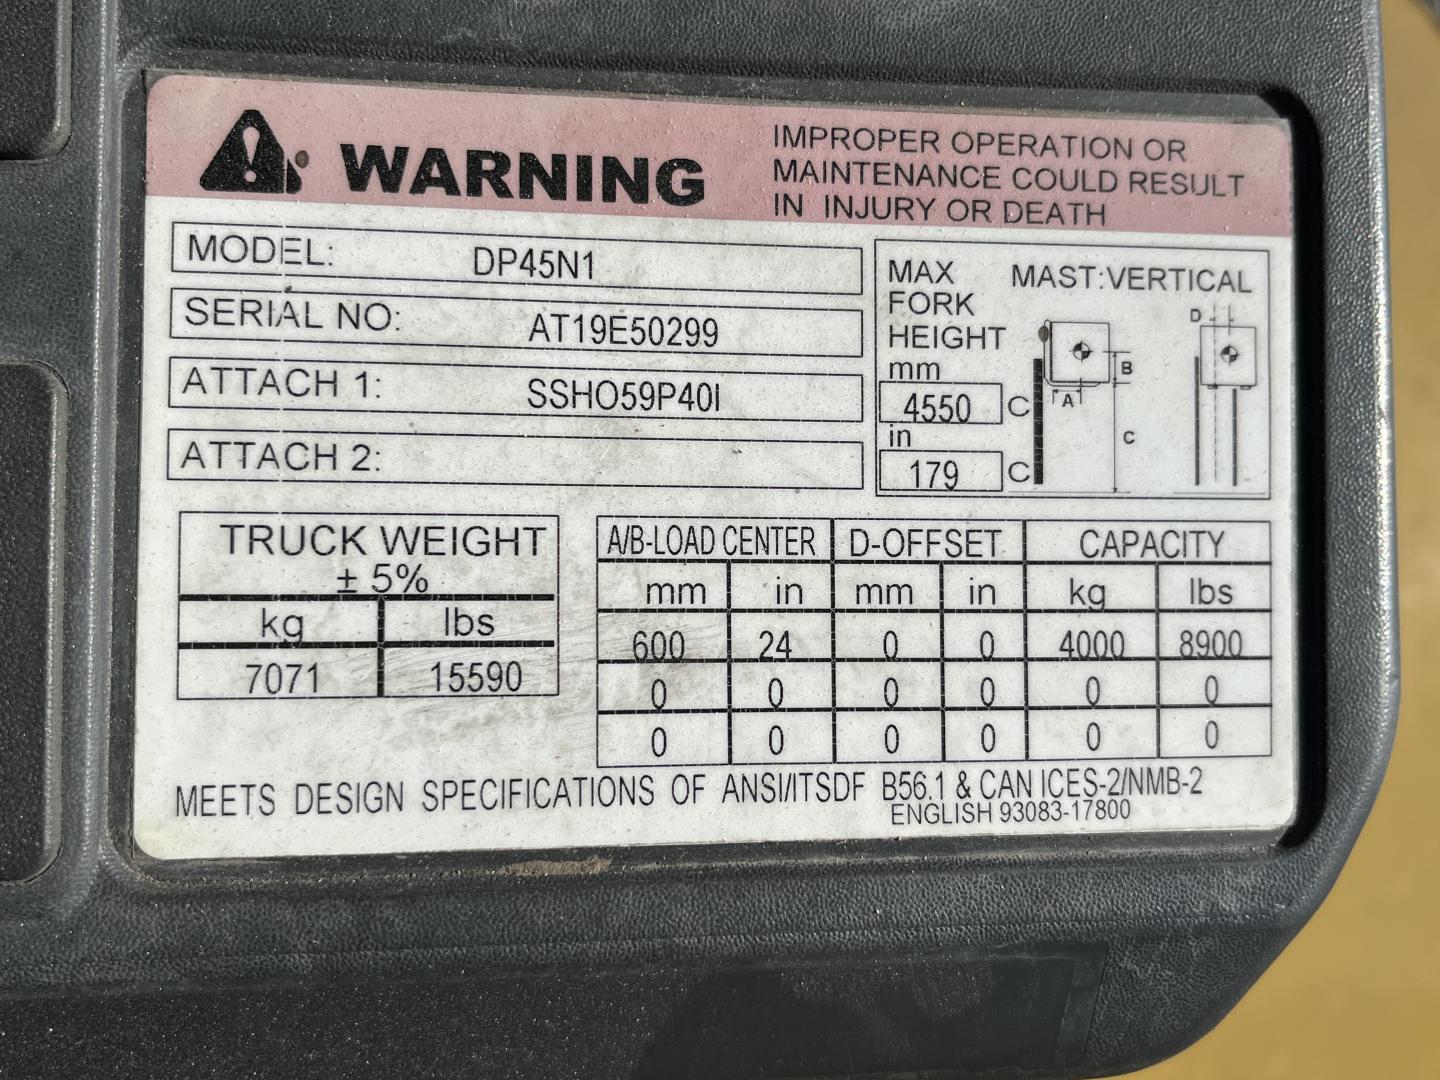 WARNING
IMPROPER OPERATION OR
MAINTENANCE COULD RESULT
IN INJURY OR DEATH
MODEL: DP45N1
SERIAL NO: AT19E50299
ATTACH 1: SSHO59P40I
ATTACH 2:
MAX FORK HEIGHT
MAST:VERTICAL
mm
4550 C
in
179 C
A
B
C
D
TRUCK WEIGHT
± 5%
kg lbs
7071 15590
A/B-LOAD CENTER D-OFFSET CAPACITY
mm in mm in kg lbs
600 24 0 0 4000 8900
0 0 0 0 0 0
0 0 0 0 0 0
MEETS DESIGN SPECIFICATIONS OF ANSI/ITSDF B56.1 & CAN ICES-2/NMB-2
ENGLISH 93083-17800